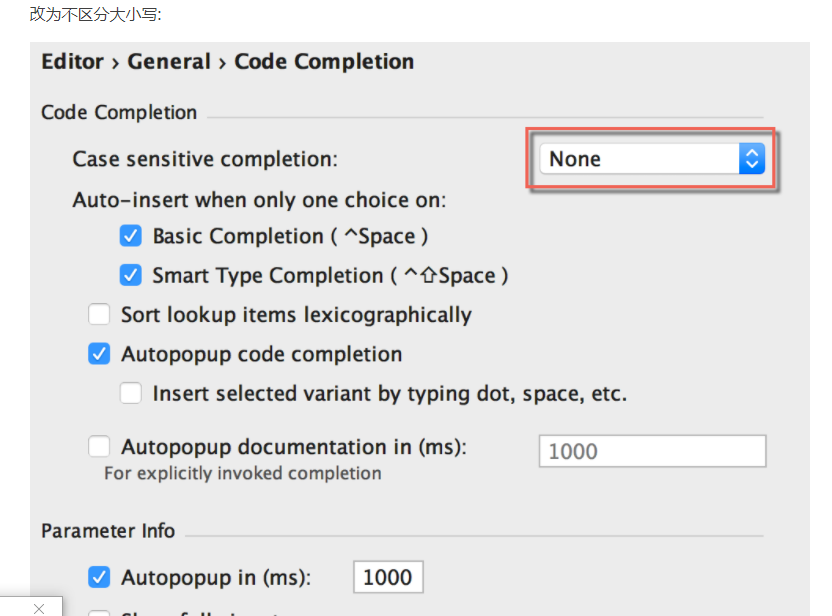 改为不区分大小写:
Editor › General › Code Completion
Code Completion
Case sensitive completion:
None
Auto-insert when only one choice on:
Basic Completion ( ^Space )
Smart Type Completion ( ^⇧Space )
Sort lookup items lexicographically
Autopopup code completion
Insert selected variant by typing dot, space, etc.
Autopopup documentation in (ms):
1000
For explicitly invoked completion
Parameter Info
Autopopup in (ms):
1000